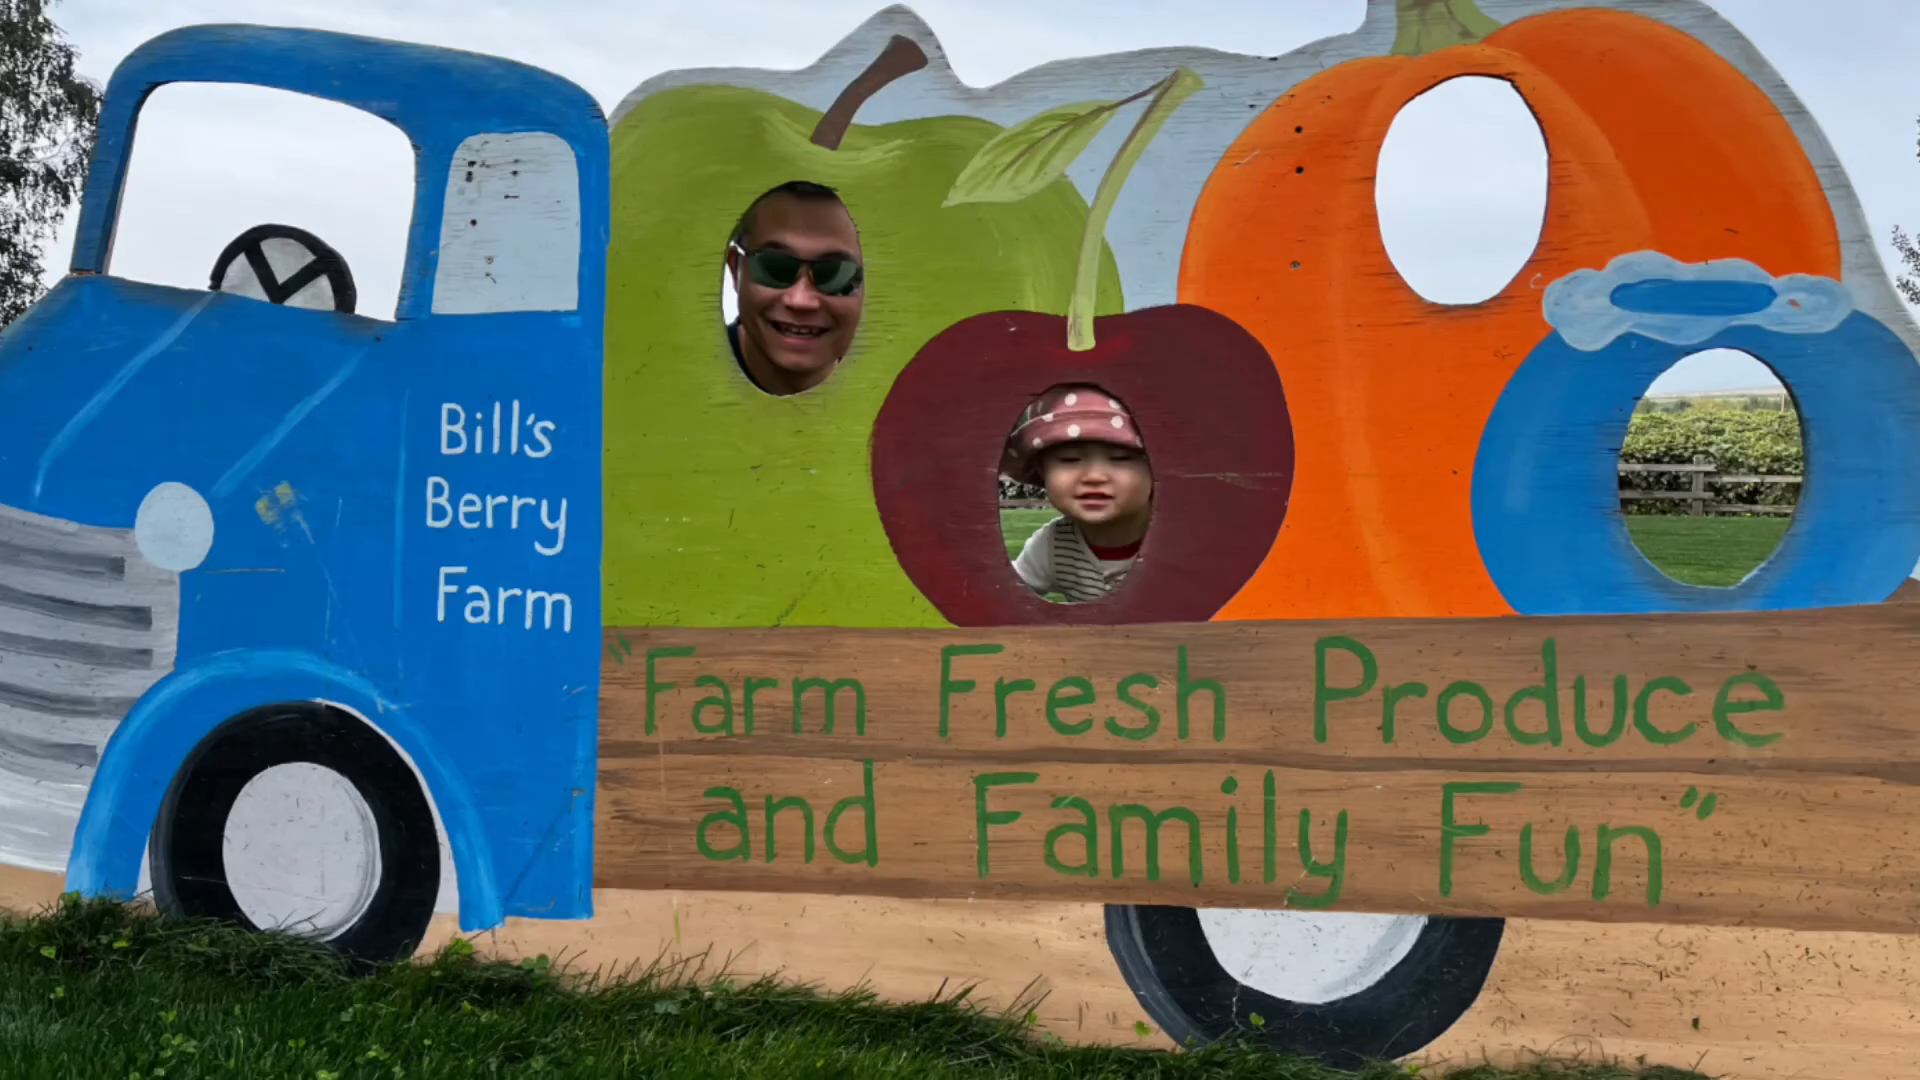 Bill's
Berry
Farm
"Farm Fresh Produce
and Family Fun"